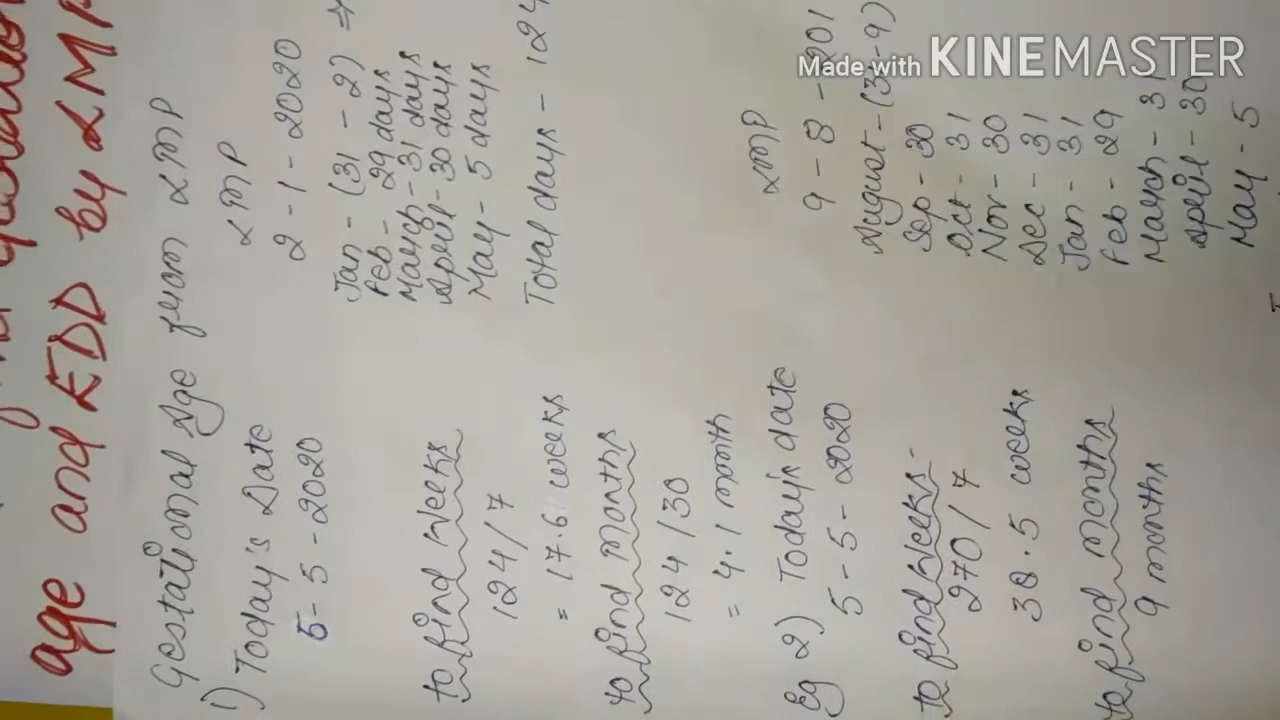 age and EDD by LMP
Gestational Age from LMP
1) Today's Date LMP
5-5-2020 2-1-2020
Jan - (31 - 2) ⇒
Feb - 29 days
March - 31 days
April - 30 days
May - 5 days
Total days - 124
to find weeks
124/7
= 17.6 weeks
to find months
124/30
= 4.1 month
Eg 2) Today's date LMP
5-5-2020 9-8-201
August - (31-9)
Sep - 30
Oct - 31
Nov - 30
Dec - 31
Jan - 31
Feb - 29
March - 31
April - 30
May - 5
to find weeks -
270/7
38.5 weeks
to find months
9 months
Made with KINEMASTER